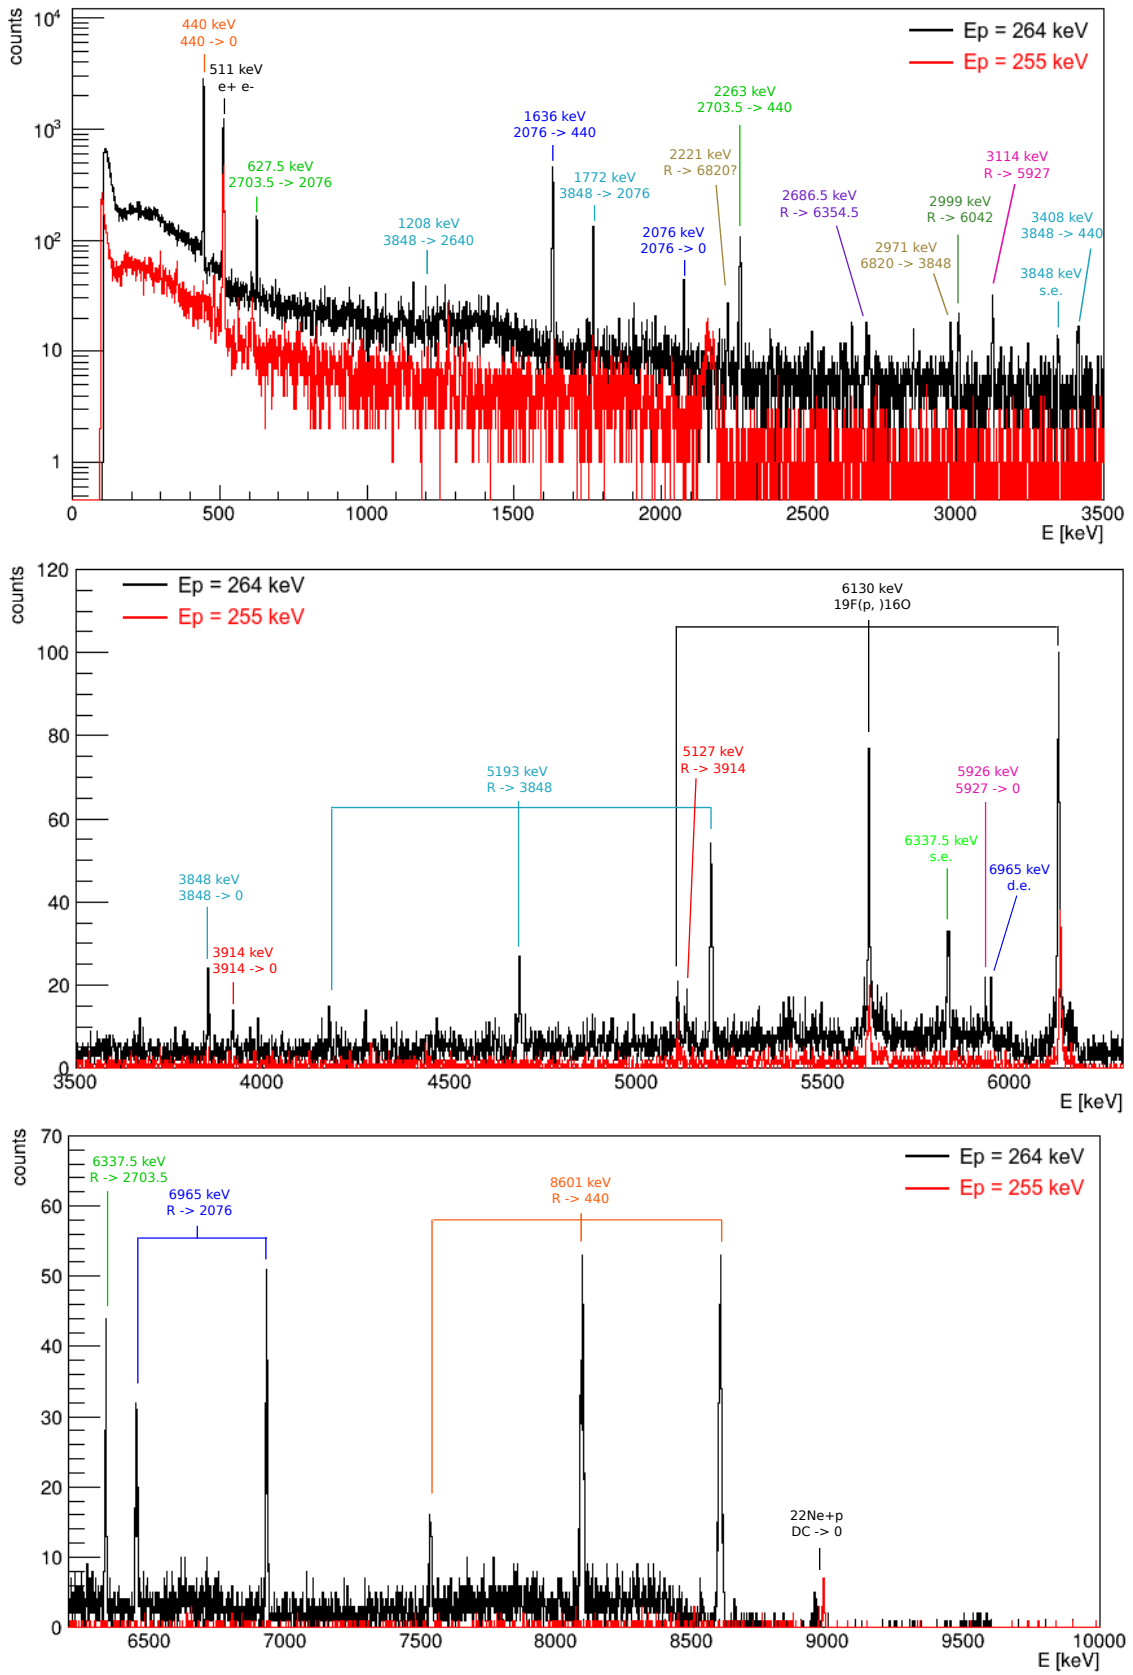 counts
10^4
10^3
10^2
10
1
440 keV
440 -> 0
511 keV
e+ e-
627.5 keV
2703.5 -> 2076
1208 keV
3848 -> 2640
1636 keV
2076 -> 440
1772 keV
3848 -> 2076
2076 keV
2076 -> 0
2221 keV
R -> 6820?
2263 keV
2703.5 -> 440
2686.5 keV
R -> 6354.5
2971 keV
6820 -> 3848
2999 keV
R -> 6042
3114 keV
R -> 5927
3408 keV
3848 -> 440
3848 keV
s.e.
Ep = 264 keV
Ep = 255 keV
0 500 1000 1500 2000 2500 3000 3500
E [keV]
counts
120
100
80
60
40
20
0
Ep = 264 keV
Ep = 255 keV
3848 keV
3848 -> 0
3914 keV
3914 -> 0
5193 keV
R -> 3848
5127 keV
R -> 3914
6130 keV
19F(p, )16O
5926 keV
5927 -> 0
6337.5 keV
s.e.
6965 keV
d.e.
3500 4000 4500 5000 5500 6000
E [keV]
counts
70
60
50
40
30
20
10
0
6337.5 keV
R -> 2703.5
6965 keV
R -> 2076
8601 keV
R -> 440
22Ne+p
DC -> 0
Ep = 264 keV
Ep = 255 keV
6500 7000 7500 8000 8500 9000 9500 10000
E [keV]